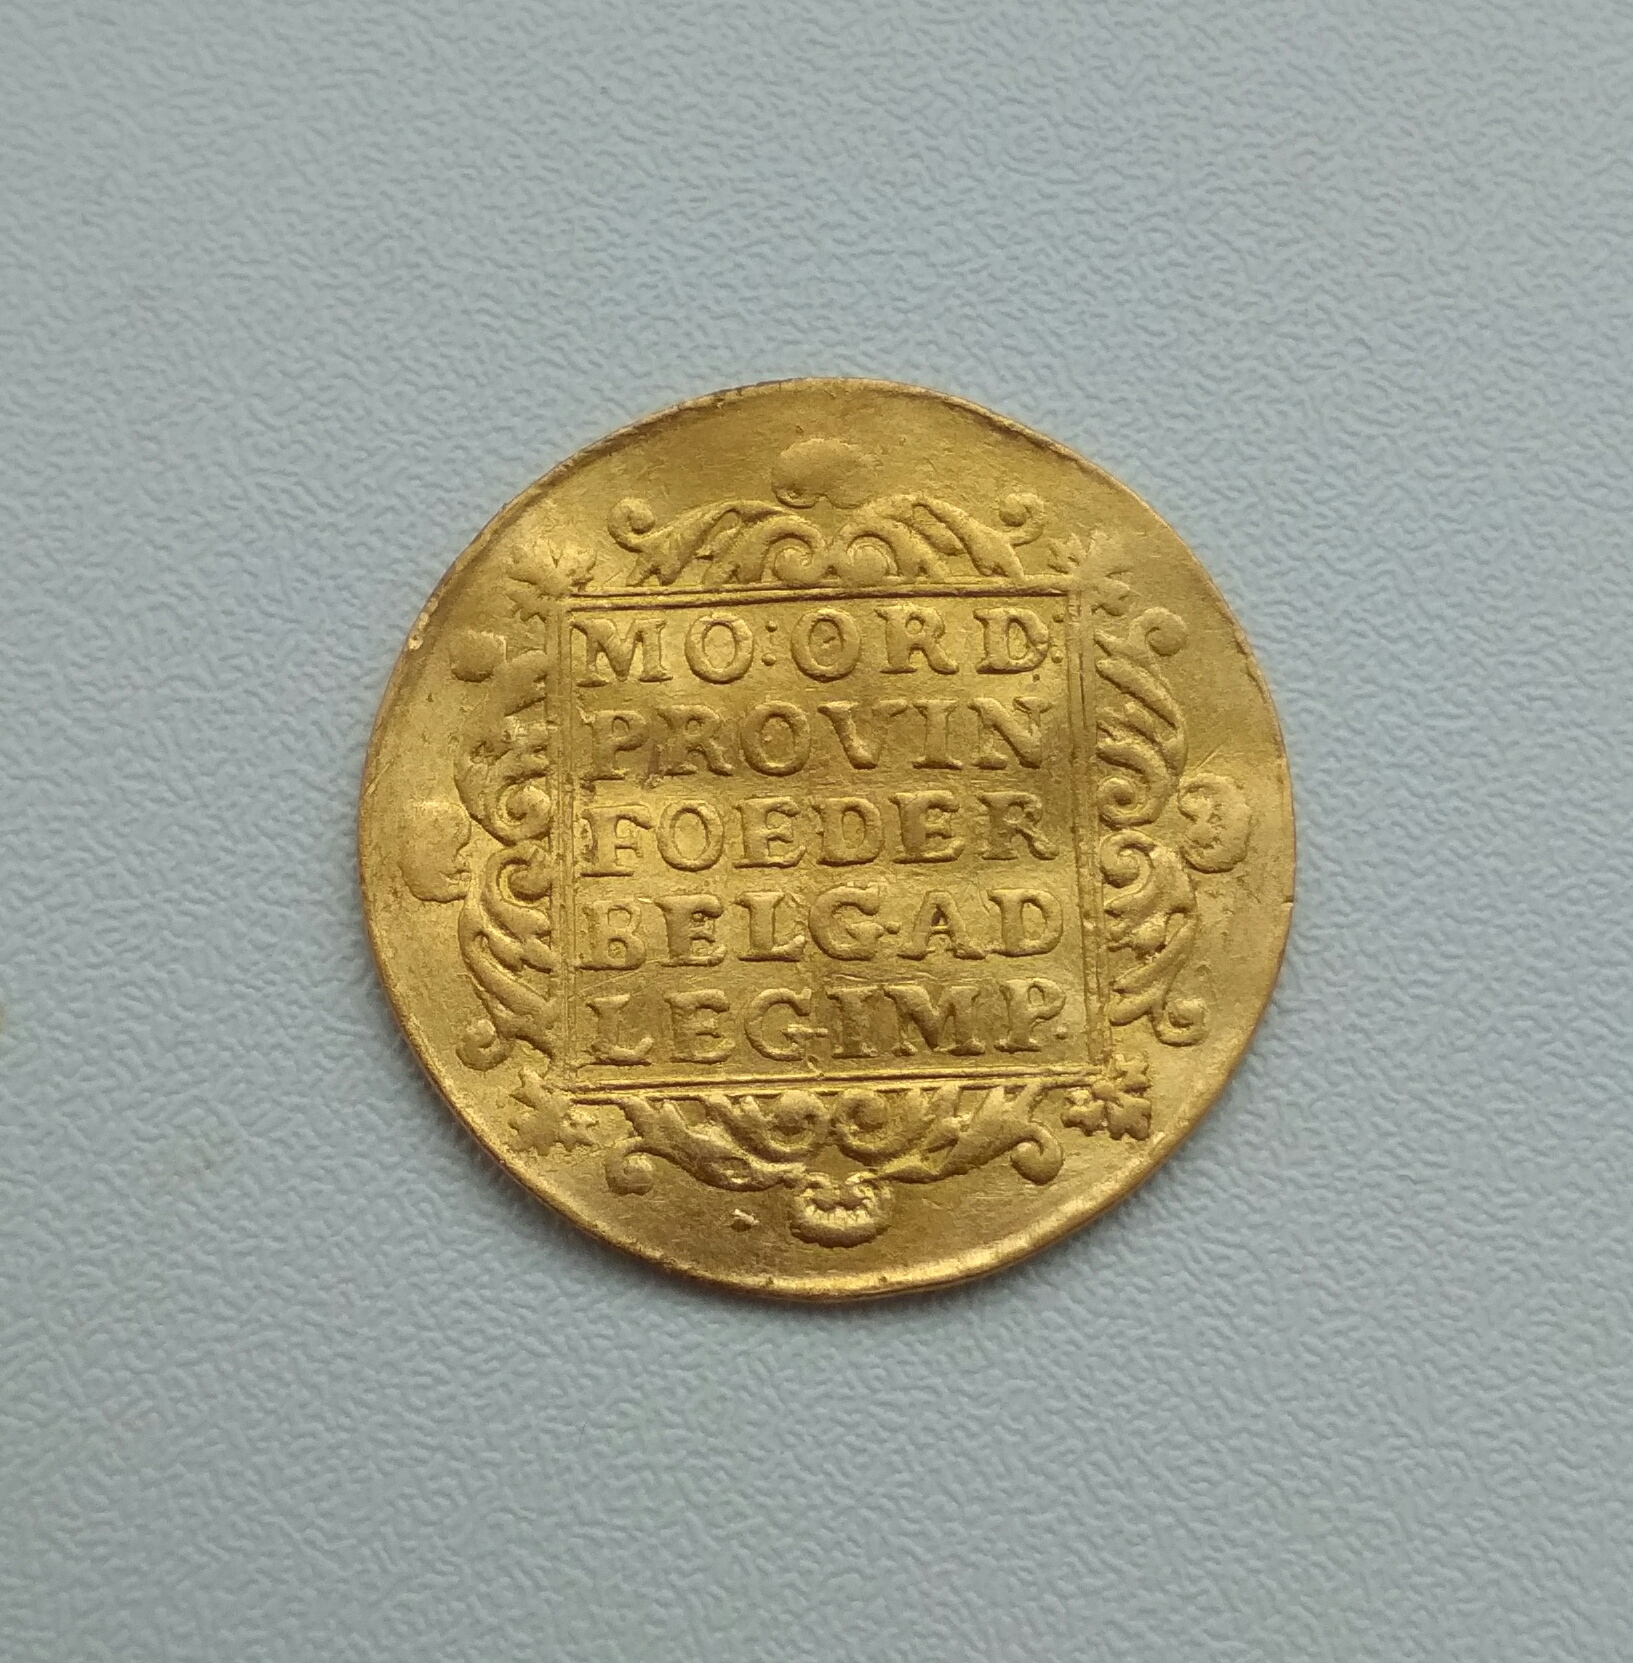 MO:ORD:
PROVIN
FOEDER
BELG·AD
LEG·IMP.